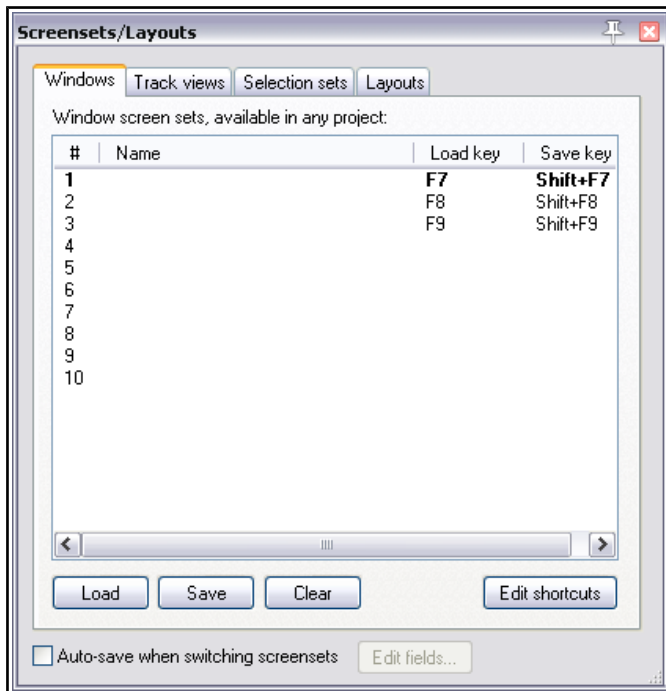 Screensets/Layouts
Windows Track views Selection sets Layouts
Window screen sets, available in any project:
# Name Load key Save key
1 F7 Shift+F7
2 F8 Shift+F8
3 F9 Shift+F9
4
5
6
7
8
9
10
Load Save Clear Edit shortcuts
Auto-save when switching screensets Edit fields...